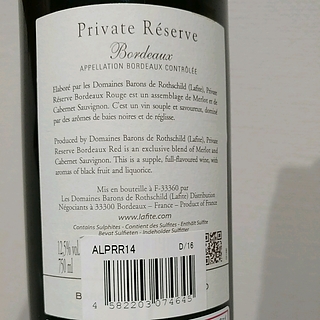 Private Réserve
Bordeaux
APPELLATION BORDEAUX CONTRÔLÉE
Elaboré par les Domaines Barons de Rothschild (Lafite), Private
Réserve Bordeaux Rouge est un assemblage de Merlot et de
Cabernet Sauvignon. C'est un vin souple et savoureux, dominé
par des arômes de baies noires et de réglisse.
Produced by Domaines Barons de Rothschild (Lafite), Private
Reserve Bordeaux Red is an exclusive blend of Merlot and
Cabernet Sauvignon. This is a supple, full-flavoured wine, with
aromas of black fruit and liquorice.
Mis en bouteille à F-33360 par
Les Domaines Barons de Rothschild (Lafite) Distribution
Négociants à 33300 Bordeaux – France – Product of France
www.lafite.com
Contains Sulphites - Contient des Sulfites - Enthält Sulfite
Bevat Sulfieten - Indeholder Sulfitter
12,5% vol.
750 ml
ALPRR14
D/16
4 582203 074645